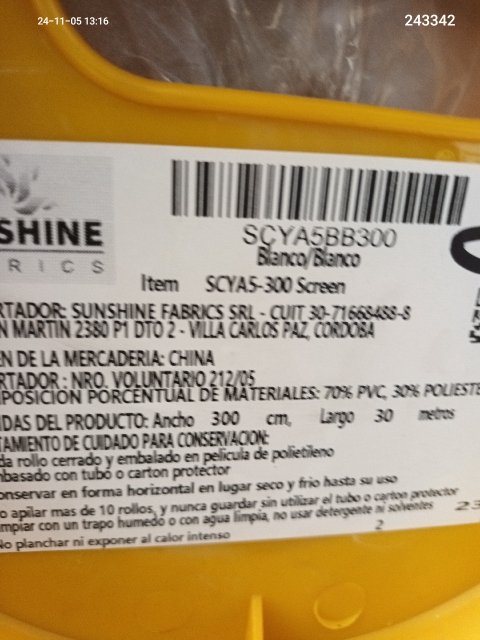 24-11-05 13:16
243342
SHINE
RICS
SCYA5BB300
Blanco/Blanco
Item SCYA5-300 Screen
RTADOR: SUNSHINE FABRICS SRL - CUIT 30-71668488-8
N MARTIN 2380 P1 DTO 2 - VILLA CARLOS PAZ, CORDOBA
EN DE LA MERCADERIA: CHINA
RTADOR : NRO. VOLUNTARIO 212/05
POSICION PORCENTUAL DE MATERIALES: 70% PVC, 30% POLIESTE
IDAS DEL PRODUCTO: Ancho 300 cm, Largo 30 metros
TAMIENTO DE CUIDADO PARA CONSERVACION:
da rollo cerrado y embalado en pelicula de polietileno
nbasado con tubo o carton protector
onservar en forma horizontal en lugar seco y frio hasta su uso
o apilar mas de 10 rollos, y nunca guardar sin utilizar el tubo o carton protector
mpiar con un trapo humedo o con agua limpia, no usar detergente ni solventes
No planchar ni exponer al calor intenso
2
23